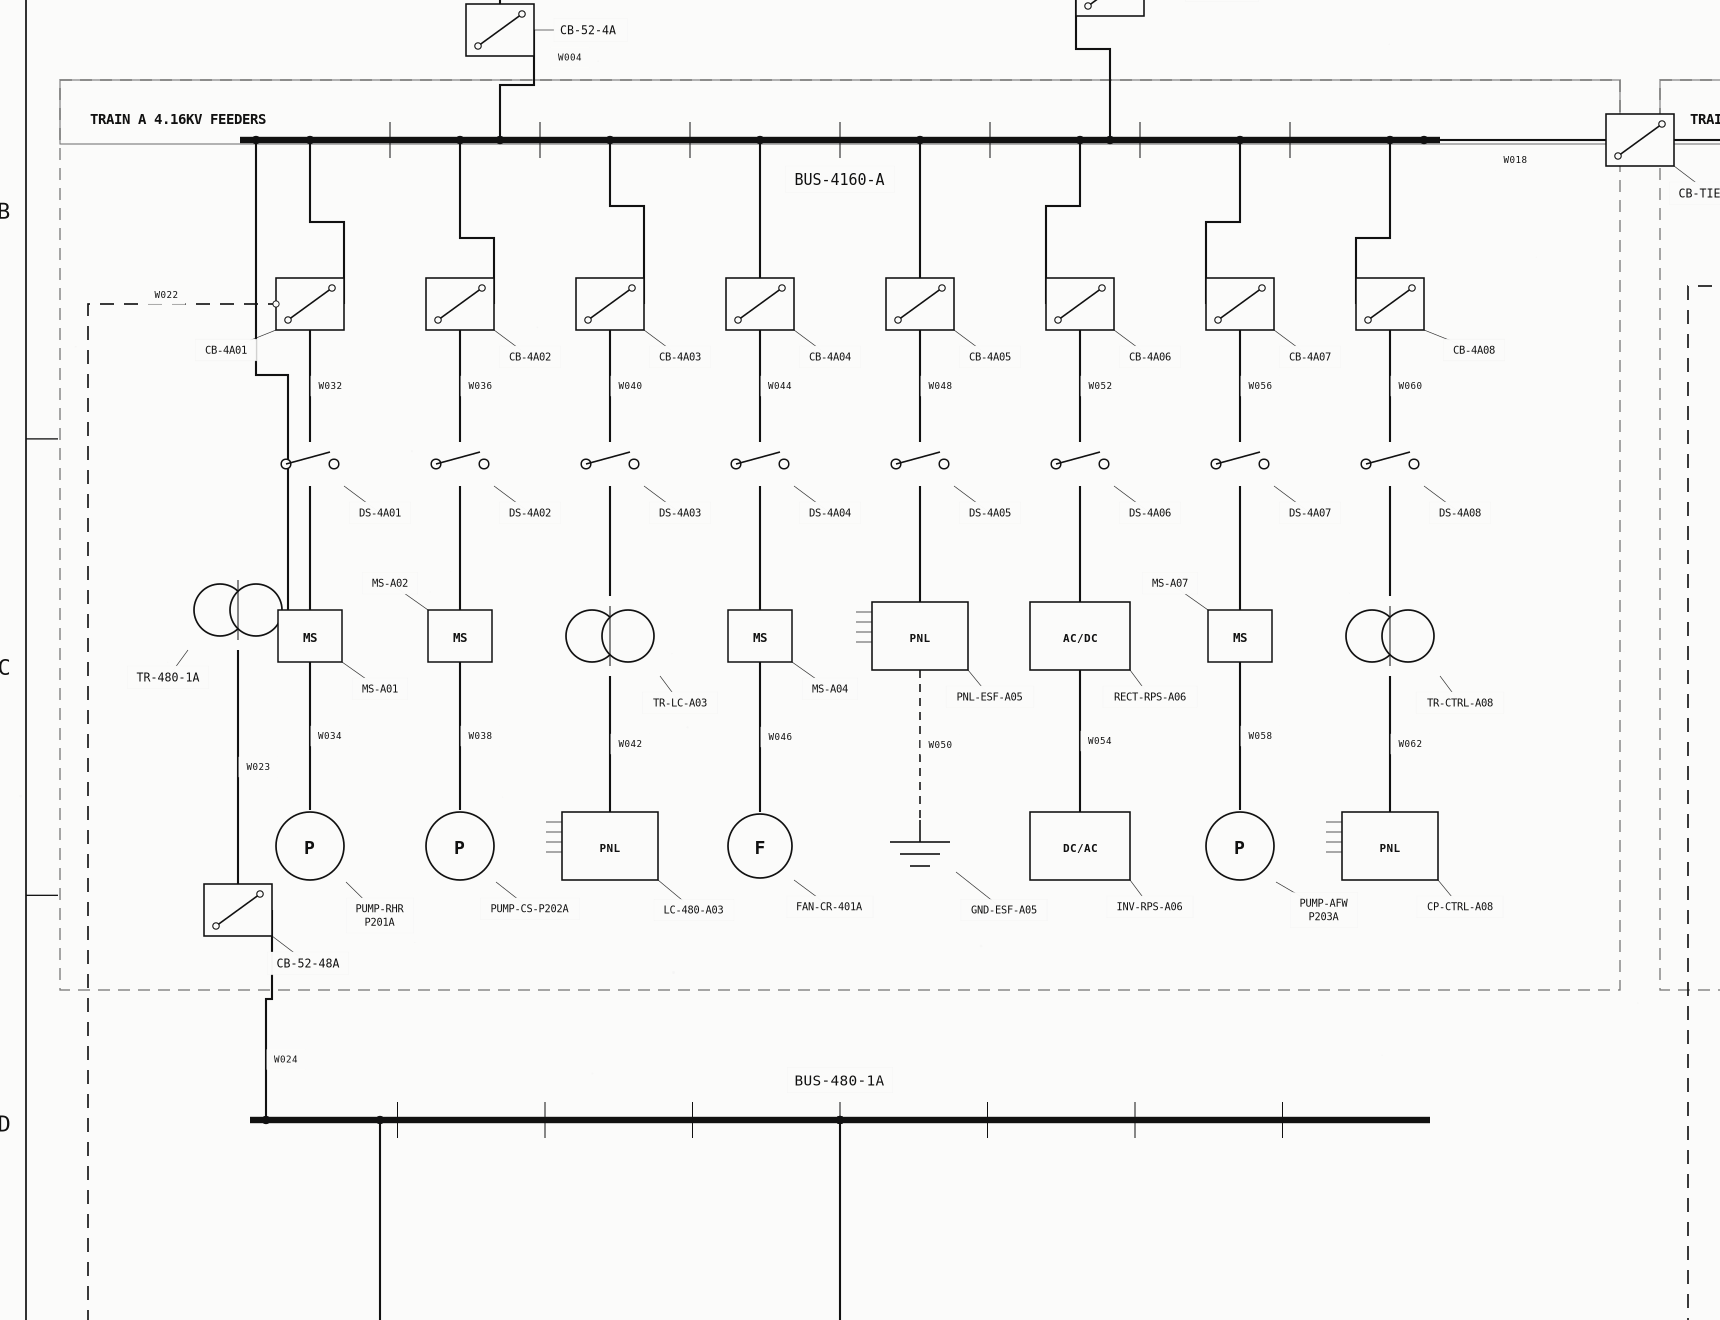 CB-52-4A
W004
TRAIN A 4.16KV FEEDERS
TRAI
BUS-4160-A
W018
CB-TIE
B
W022
CB-4A01
CB-4A02
CB-4A03
CB-4A04
CB-4A05
CB-4A06
CB-4A07
CB-4A08
W032
W036
W040
W044
W048
W052
W056
W060
DS-4A01
DS-4A02
DS-4A03
DS-4A04
DS-4A05
DS-4A06
DS-4A07
DS-4A08
MS-A02
MS-A07
MS
MS
MS
PNL
AC/DC
MS
C
TR-480-1A
MS-A01
TR-LC-A03
MS-A04
PNL-ESF-A05
RECT-RPS-A06
TR-CTRL-A08
W034
W038
W042
W046
W050
W054
W058
W062
W023
P
P
PNL
F
DC/AC
P
PNL
PUMP-RHR
P201A
PUMP-CS-P202A
LC-480-A03
FAN-CR-401A
GND-ESF-A05
INV-RPS-A06
PUMP-AFW
P203A
CP-CTRL-A08
CB-52-48A
W024
BUS-480-1A
D